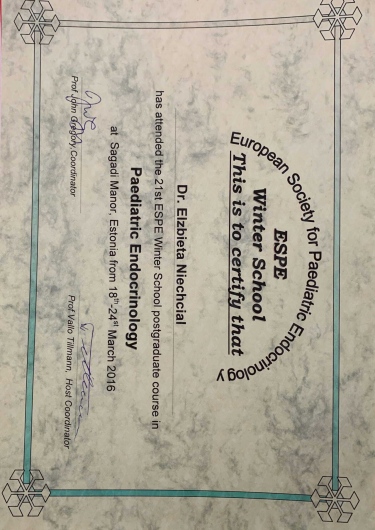 European Society for Paediatric Endocrinology
ESPE
Winter School
This is to certify that
Dr. Elzbieta Niechcial
has attended the 21st ESPE Winter School postgraduate course in
Paediatric Endocrinology
at Sagadi Manor, Estonia from 18th-24st March 2016
Prof John Gregory, Coordinator
Prof. Vallo Tillmann, Host Coordinator